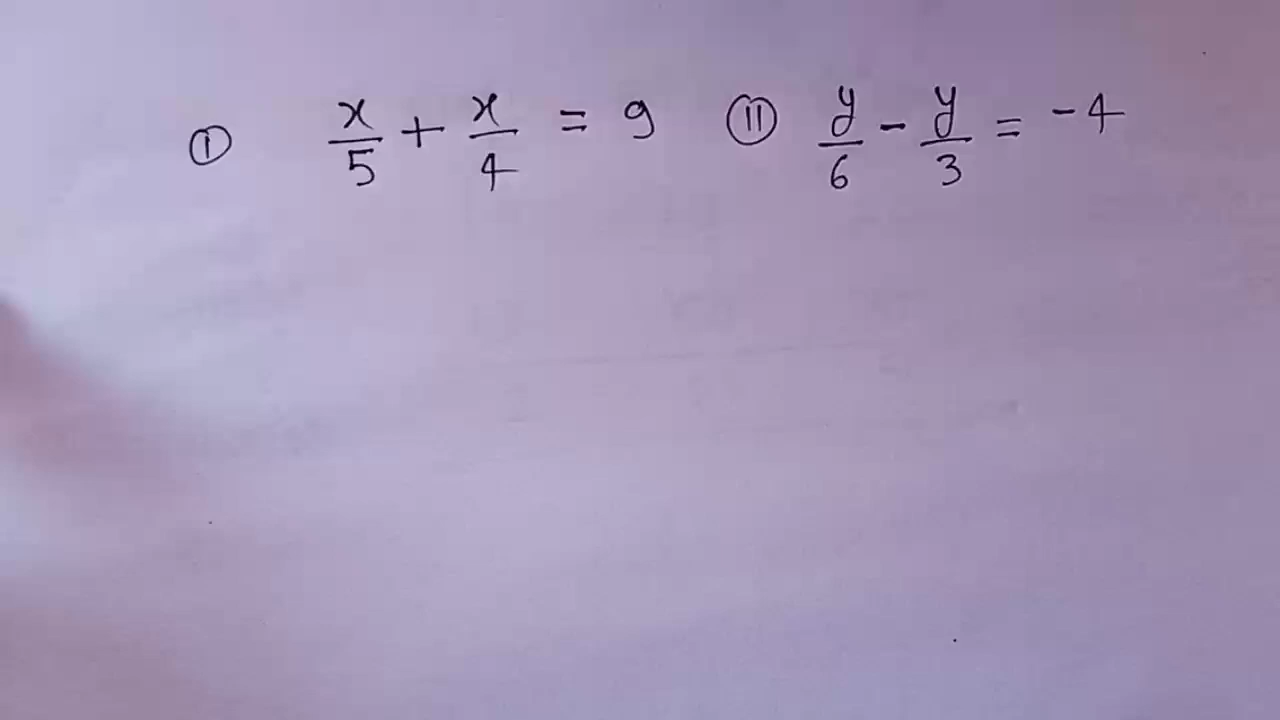 ① x/5 + x/4 = 9 ⑪ y/6 - y/3 = -4